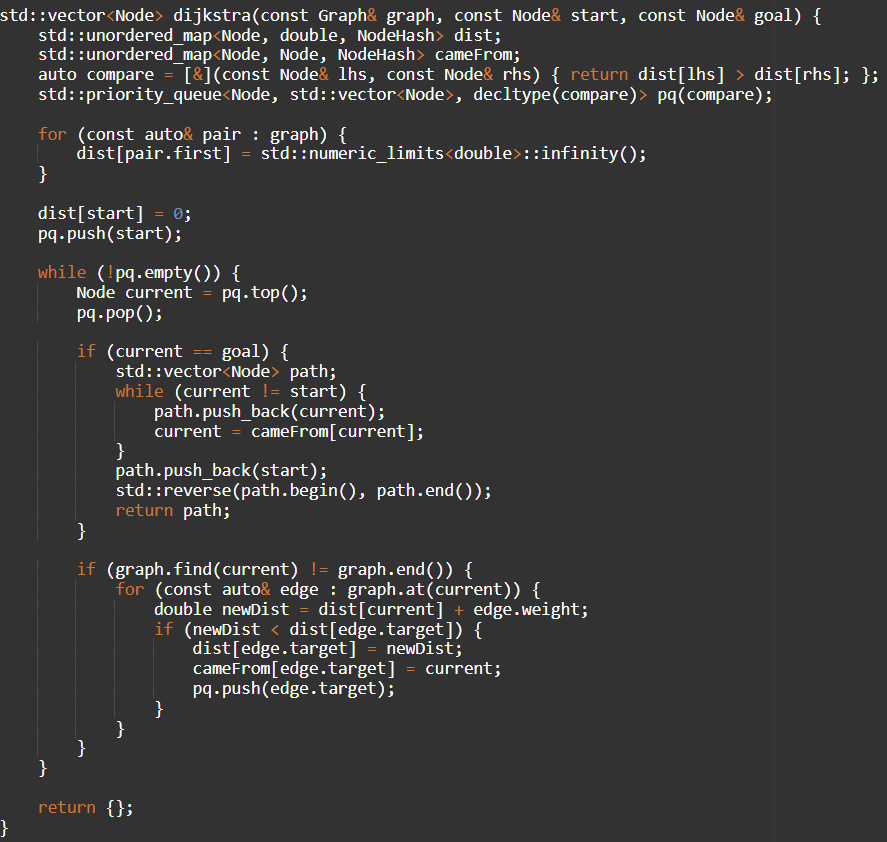 std::vector<Node> dijkstra(const Graph& graph, const Node& start, const Node& goal) {
    std::unordered_map<Node, double, NodeHash> dist;
    std::unordered_map<Node, Node, NodeHash> cameFrom;
    auto compare = [&](const Node& lhs, const Node& rhs) { return dist[lhs] > dist[rhs]; };
    std::priority_queue<Node, std::vector<Node>, decltype(compare)> pq(compare);

    for (const auto& pair : graph) {
        dist[pair.first] = std::numeric_limits<double>::infinity();
    }

    dist[start] = 0;
    pq.push(start);

    while (!pq.empty()) {
        Node current = pq.top();
        pq.pop();

        if (current == goal) {
            std::vector<Node> path;
            while (current != start) {
                path.push_back(current);
                current = cameFrom[current];
            }
            path.push_back(start);
            std::reverse(path.begin(), path.end());
            return path;
        }

        if (graph.find(current) != graph.end()) {
            for (const auto& edge : graph.at(current)) {
                double newDist = dist[current] + edge.weight;
                if (newDist < dist[edge.target]) {
                    dist[edge.target] = newDist;
                    cameFrom[edge.target] = current;
                    pq.push(edge.target);
                }
            }
        }
    }

    return {};
}